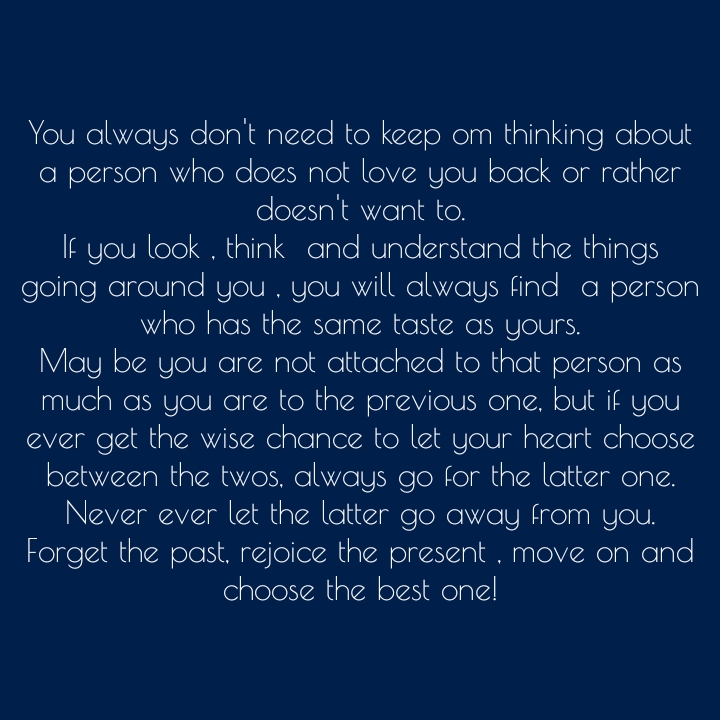 You always don't need to keep om thinking about
a person who does not love you back or rather
doesn't want to.
If you look , think  and understand the things
going around you , you will always find  a person
who has the same taste as yours.
May be you are not attached to that person as
much as you are to the previous one, but if you
ever get the wise chance to let your heart choose
between the twos, always go for the latter one.
Never ever let the latter go away from you.
Forget the past, rejoice the present , move on and
choose the best one!